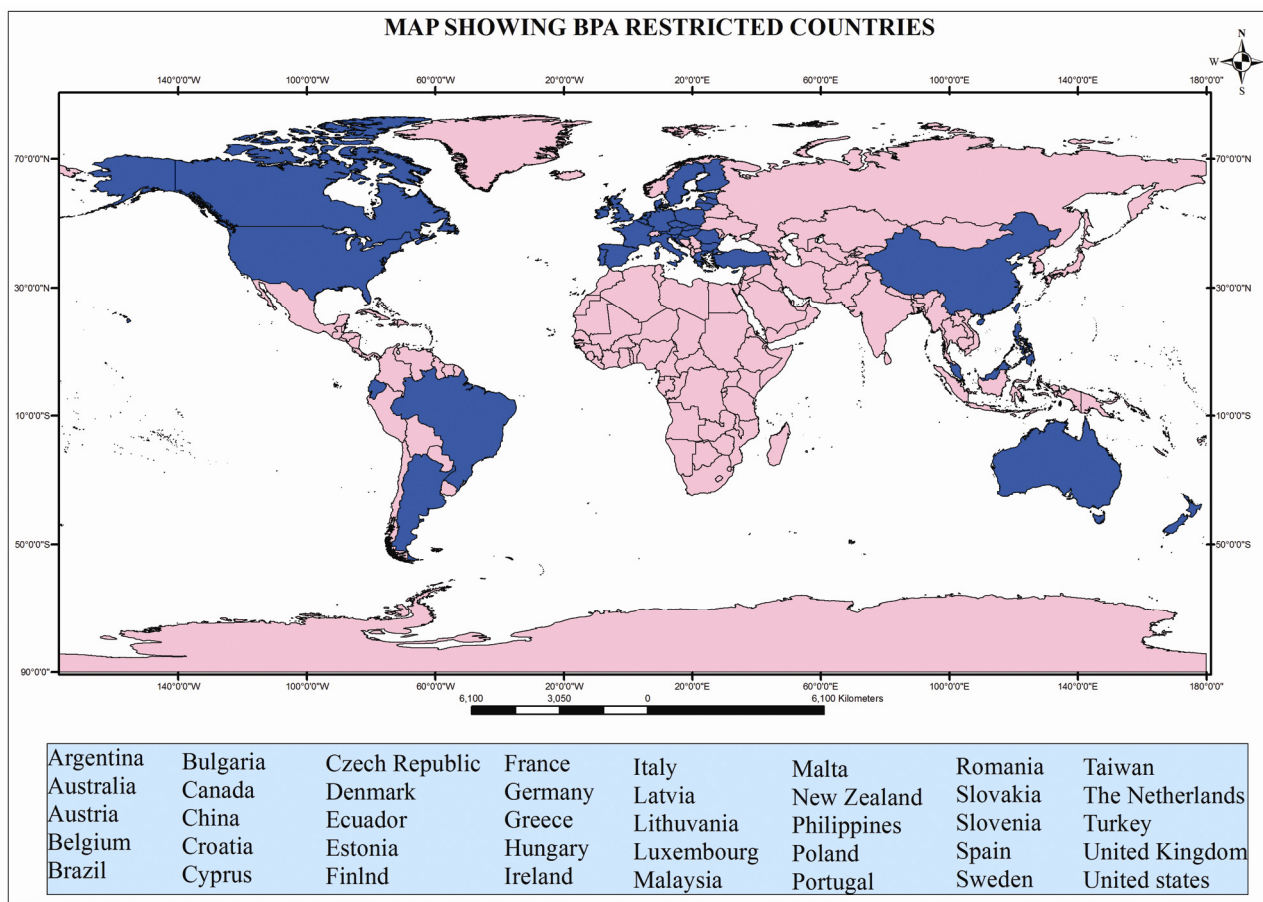 MAP SHOWING BPA RESTRICTED COUNTRIES
N
W
S
140°0'0"W 100°0'0"W 60°0'0"W 20°0'0"W 20°0'0"E 60°0'0"E 100°0'0"E 140°0'0"E 180°0'0"
70°0'0"N 70°0'0"N
30°0'0"N 30°0'0"N
10°0'0"S 10°0'0"S
50°0'0"S 50°0'0"S
90°0'0"
140°0'0"W 100°0'0"W 60°0'0"W 20°0'0"W 20°0'0"E 60°0'0"E 100°0'0"E 140°0'0"E 180°0'0"
6,100 3,050 0 6,100 Kilometers
Argentina Bulgaria Czech Republic France Italy Malta Romania Taiwan
Australia Canada Denmark Germany Latvia New Zealand Slovakia The Netherlands
Austria China Ecuador Greece Lithuvania Philippines Slovenia Turkey
Belgium Croatia Estonia Hungary Luxembourg Poland Spain United Kingdom
Brazil Cyprus Finlnd Ireland Malaysia Portugal Sweden United states